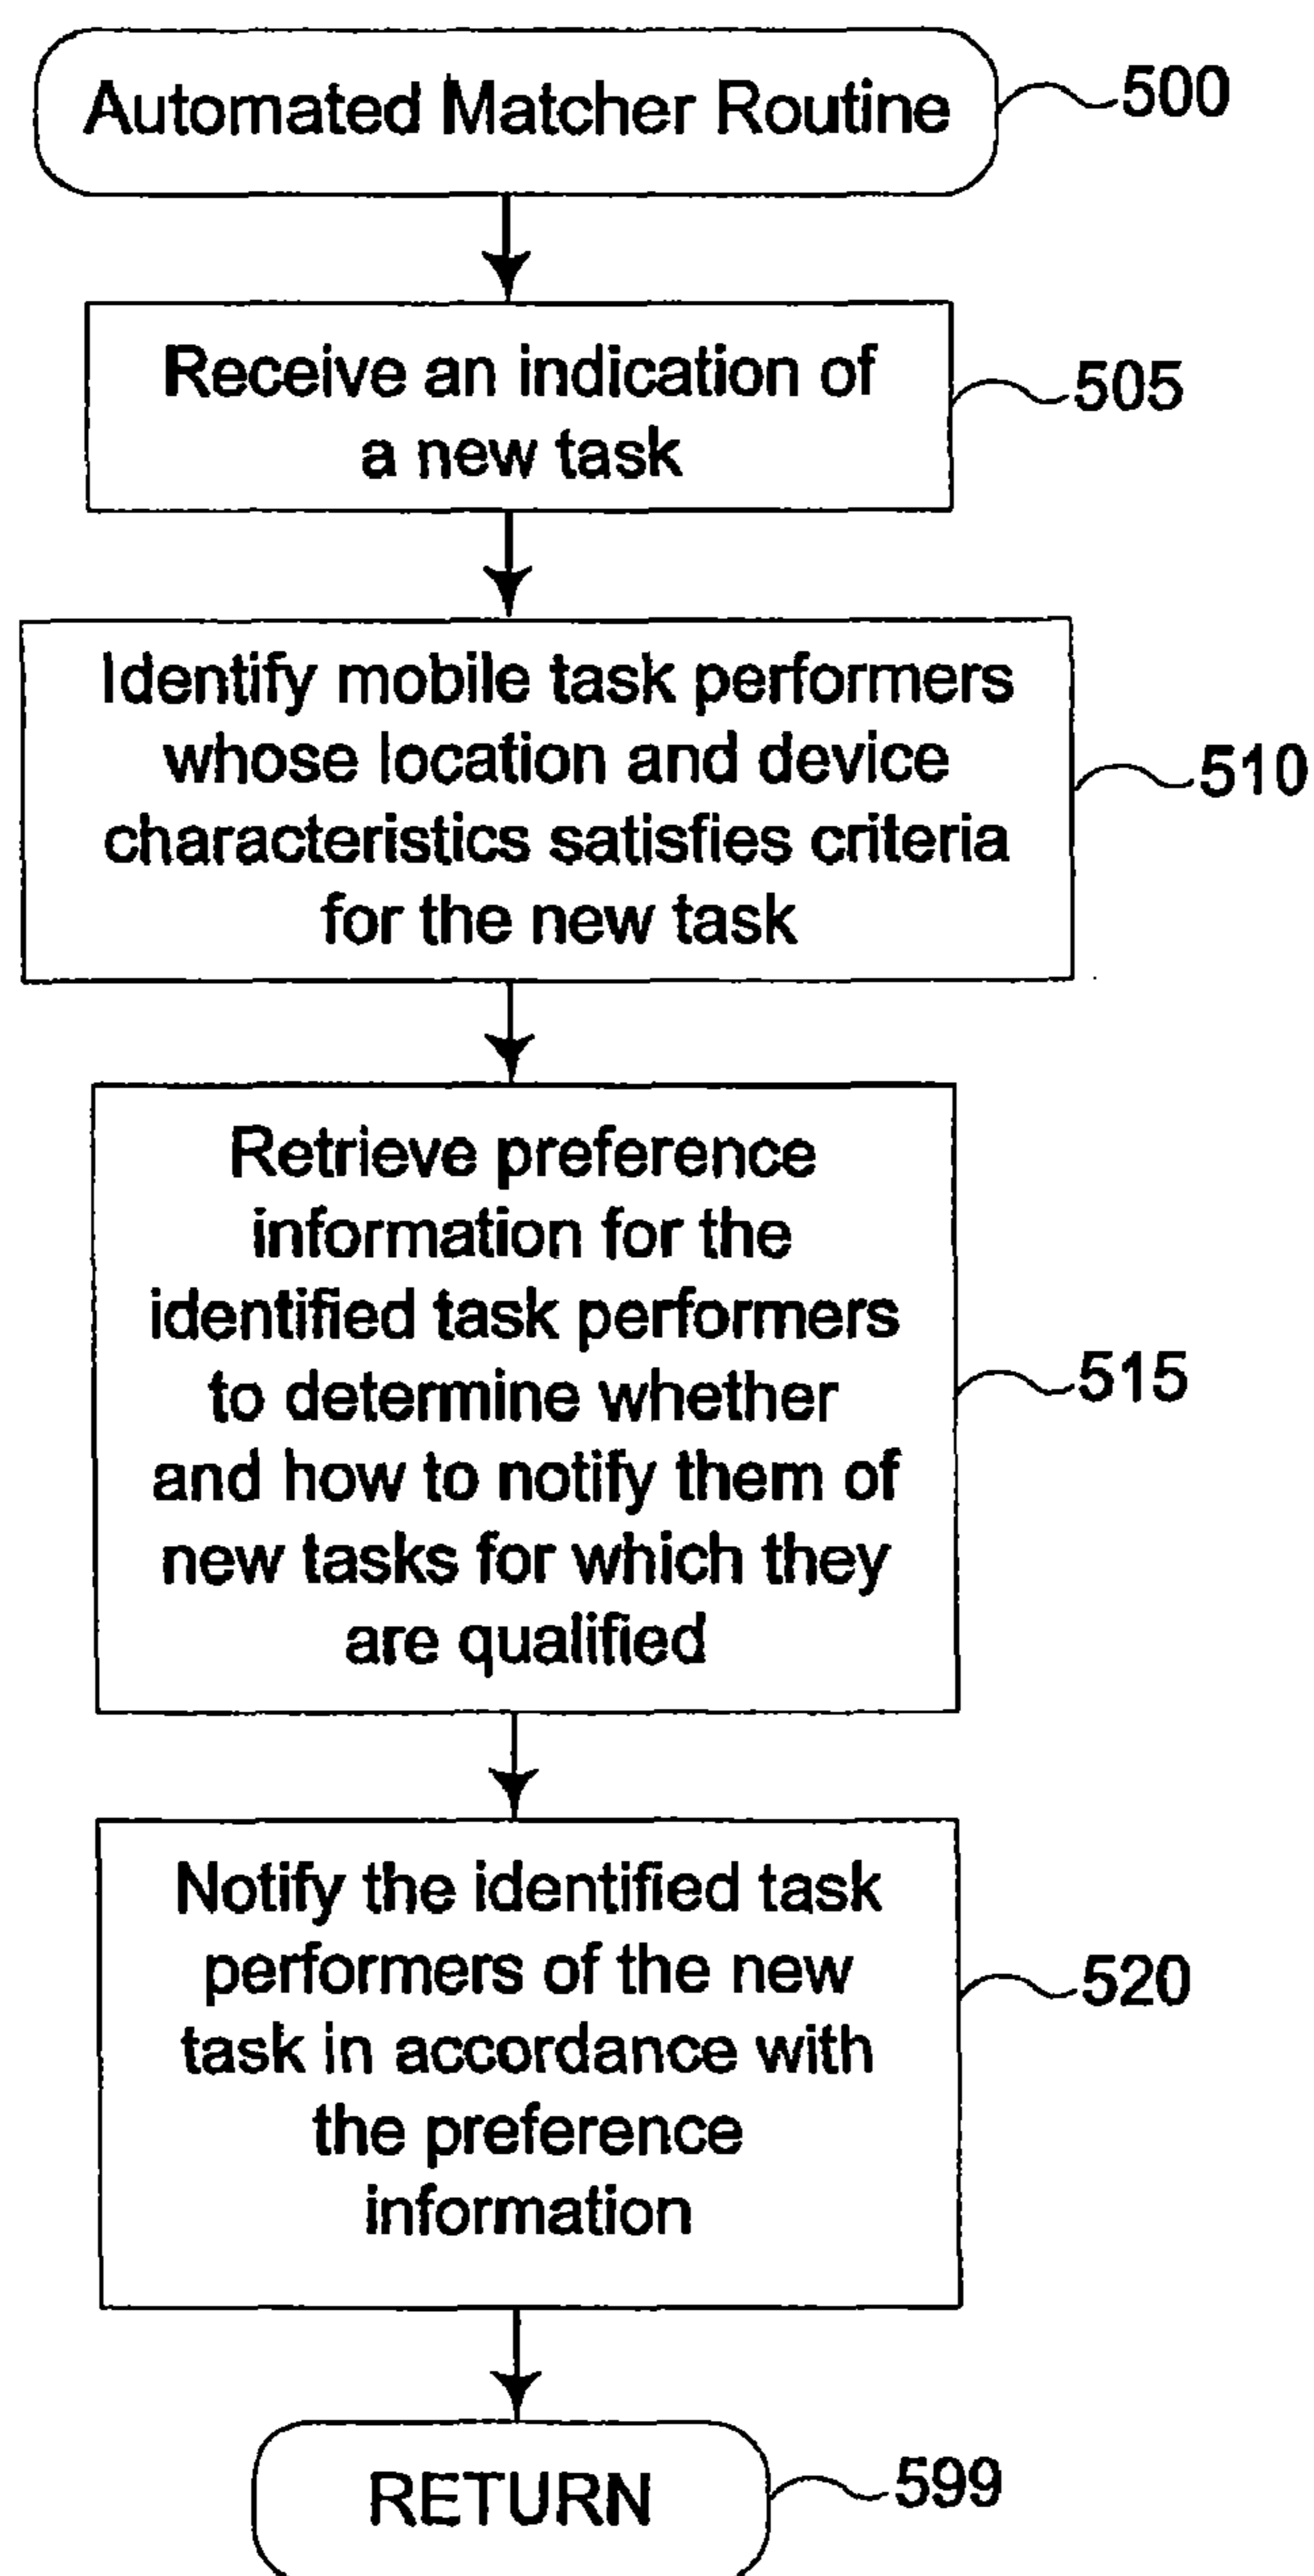 Automated Matcher Routine
500
Receive an indication of
a new task
505
Identify mobile task performers
whose location and device
characteristics satisfies criteria
for the new task
510
Retrieve preference
information for the
identified task performers
to determine whether
and how to notify them of
new tasks for which they
are qualified
515
Notify the identified task
performers of the new
task in accordance with
the preference
information
520
RETURN
599